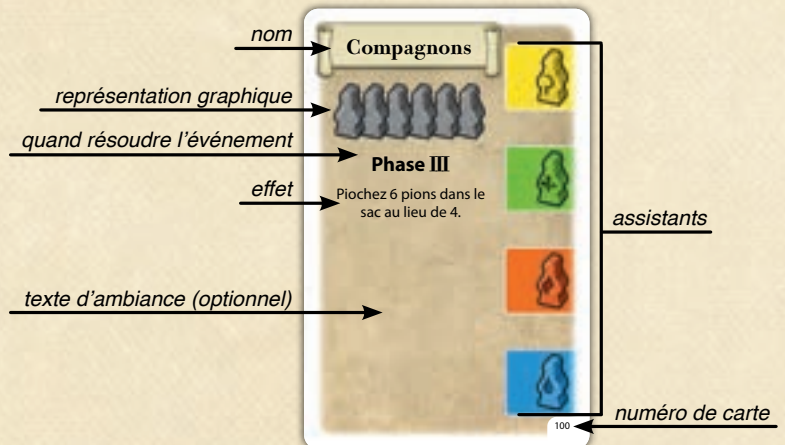 nom
Compagnons
représentation graphique
quand résoudre l'événement
Phase III
effet
Piochez 6 pions dans le
sac au lieu de 4.
assistants
texte d'ambiance (optionnel)
numéro de carte
100